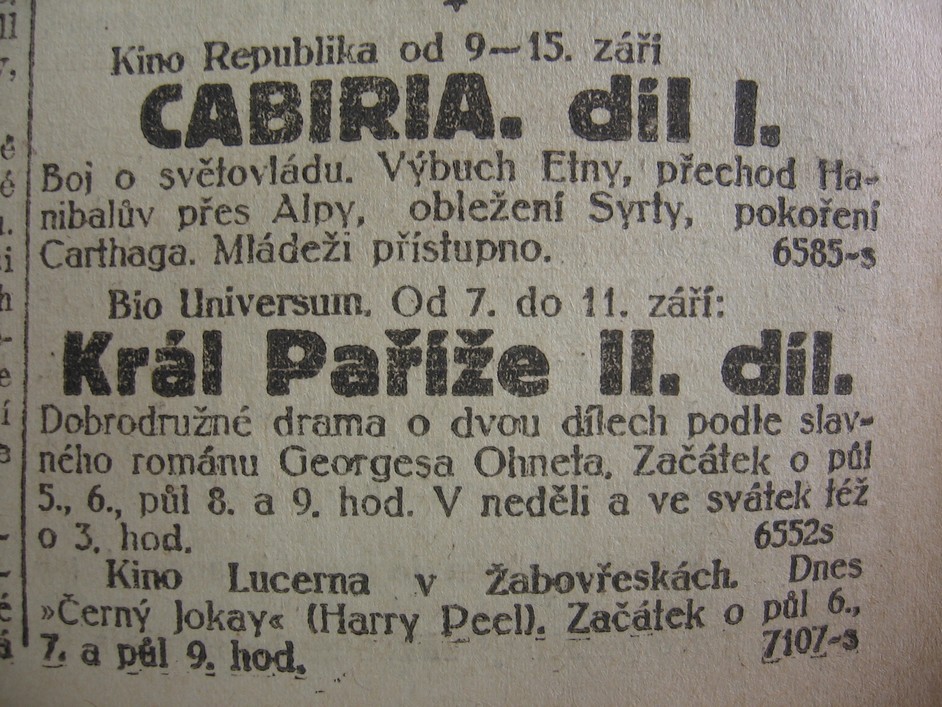 Kino Republika od 9—15. září
CABIRIA. díl I.
Boj o světovládu. Výbuch Etny, přechod Ha-
nibalův přes Alpy, obležení Syrty, pokoření
Carthaga. Mládeži přístupno. 6585-s
Bio Universum. Od 7. do 11. září:
Král Paříže II. díl.
Dobrodružné drama o dvou dílech podle slav-
ného románu Georgesa Ohneta. Začátek o půl
5., 6., půl 8. a 9. hod. V neděli a ve svátek též
o 3. hod. 6552s
Kino Lucerna v Žabovřeskách. Dnes
»Černý Jokay« (Harry Peel). Začátek o půl 6.,
7. a půl 9. hod. 7107-s